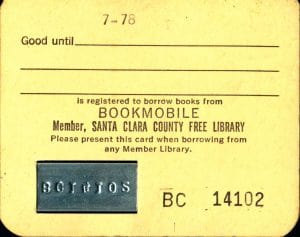 7-78
Good until
is registered to borrow books from
BOOKMOBILE
Member, SANTA CLARA COUNTY FREE LIBRARY
Please present this card when borrowing from
any Member Library.
BC 14102